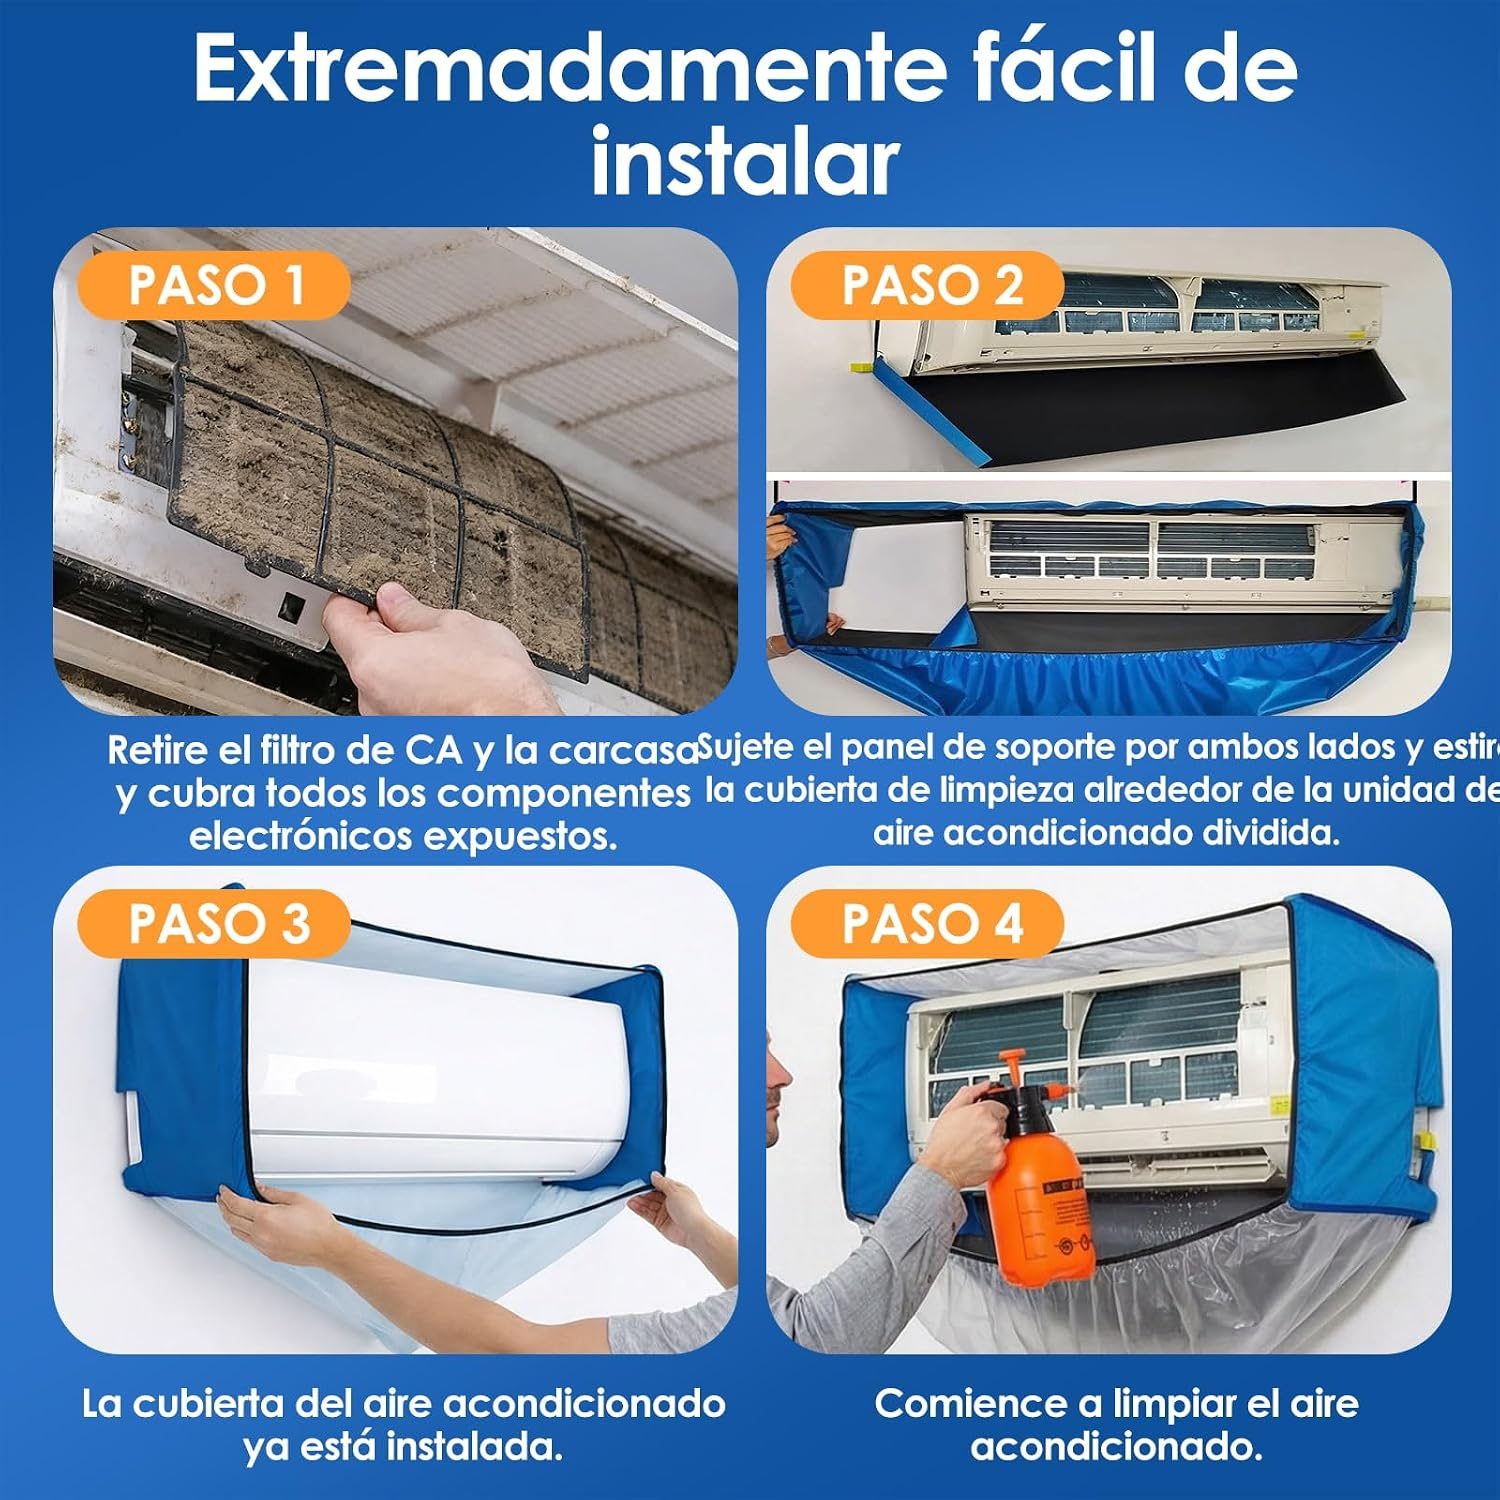 Extremadamente fácil de
instalar
PASO 1
PASO 2
Retire el filtro de CA y la carcasa
y cubra todos los componentes
electrónicos expuestos.
Sujete el panel de soporte por ambos lados y estir
la cubierta de limpieza alrededor de la unidad de
aire acondicionado dividida.
PASO 3
PASO 4
La cubierta del aire acondicionado
ya está instalada.
Comience a limpiar el aire
acondicionado.